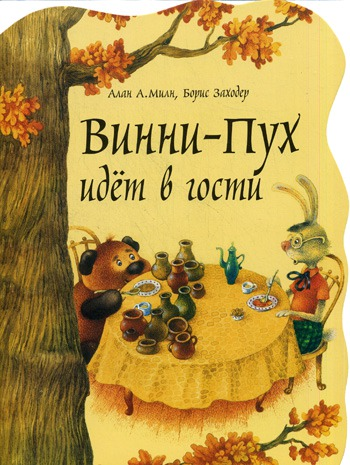 Алан А.Милн, Борис Заходер
Винни-Пух
идёт в гости